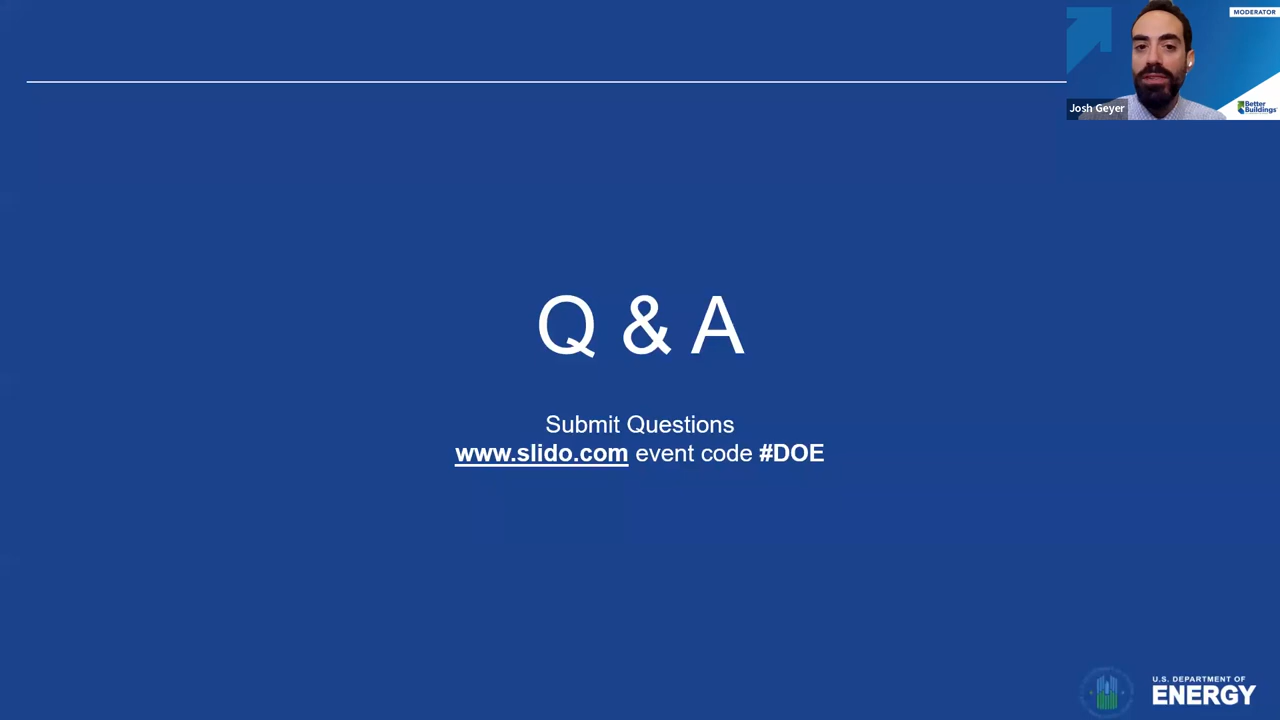 MODERATOR
Josh Geyer
Better
Buildings
Q & A
Submit Questions
www.slido.com event code #DOE
U.S. DEPARTMENT OF
ENERGY